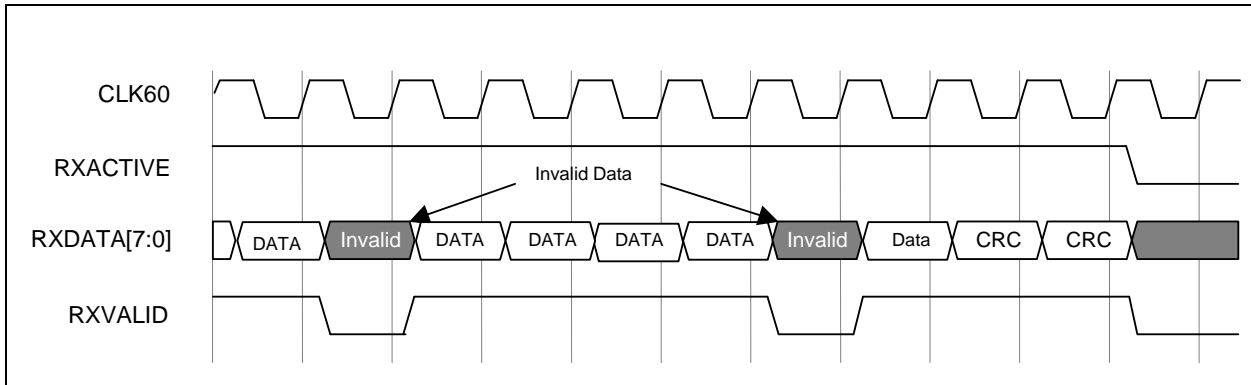 CLK60
RXACTIVE
Invalid Data
RXDATA[7:0] DATA Invalid DATA DATA DATA DATA Invalid Data CRC CRC
RXVALID